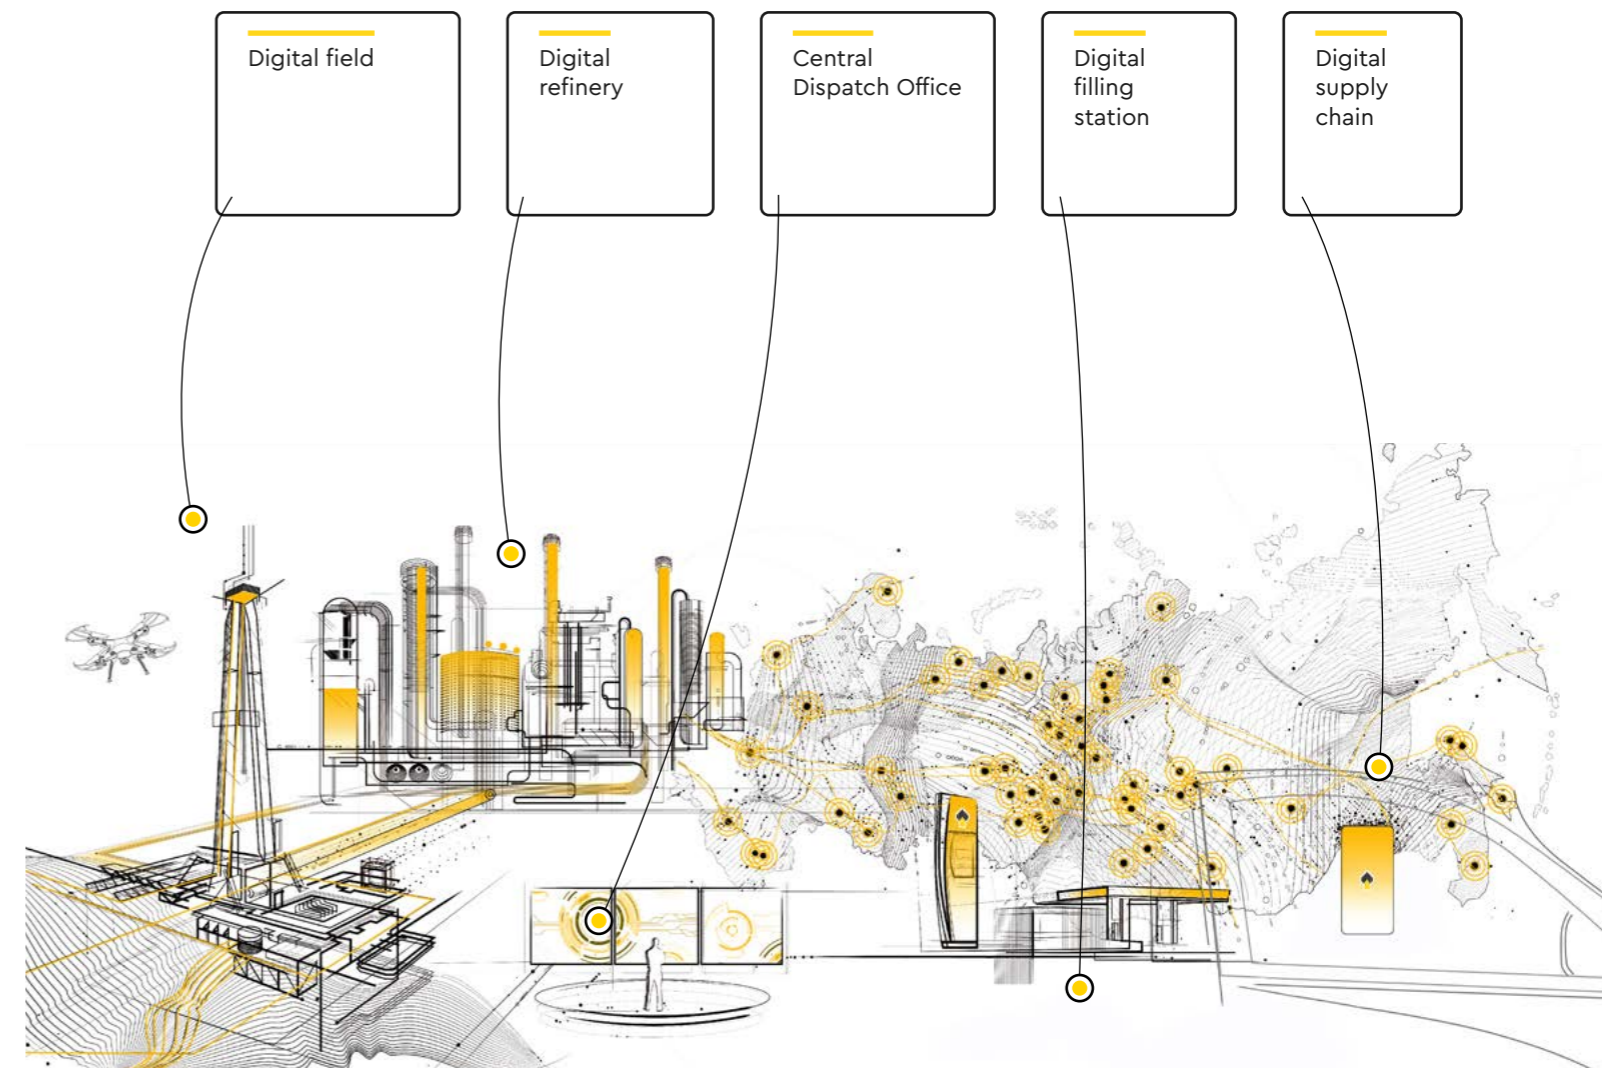 Digital field
Digital
refinery
Central
Dispatch Office
Digital
filling
station
Digital
supply
chain